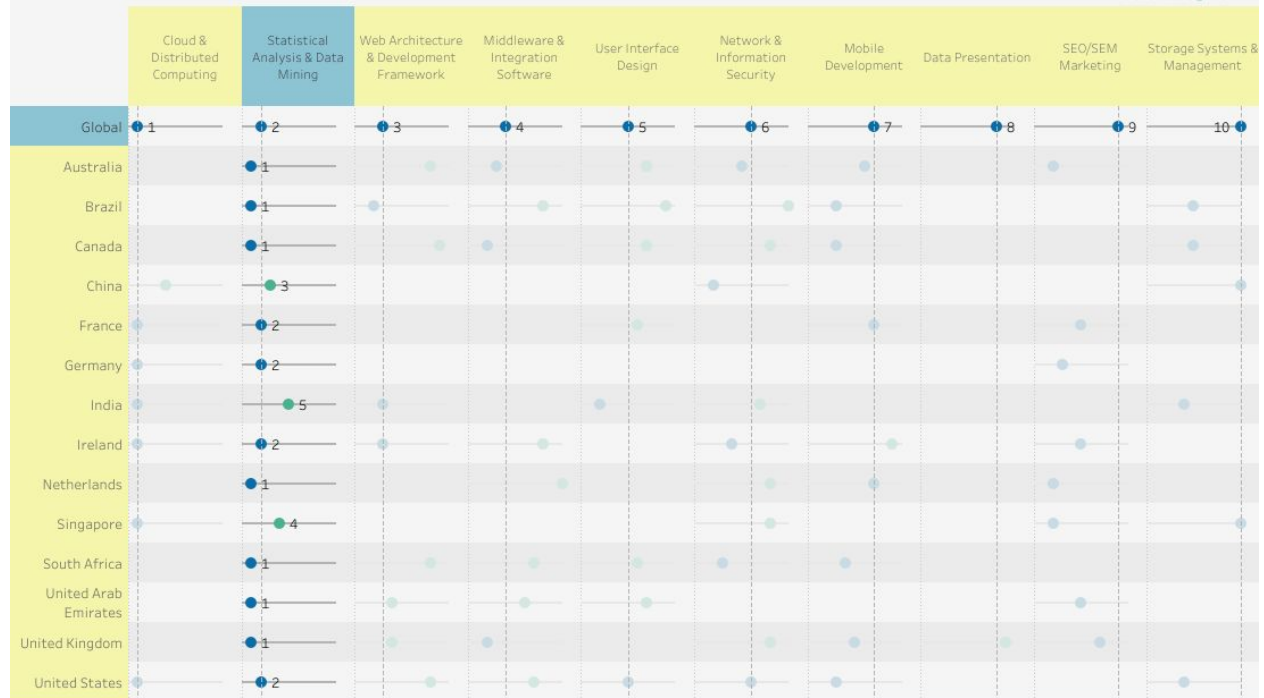 Cloud &
Distributed
Computing
Statistical
Analysis & Data
Mining
Web Architecture
& Development
Framework
Middleware &
Integration
Software
User Interface
Design
Network &
Information
Security
Mobile
Development
Data Presentation
SEO/SEM
Marketing
Storage Systems &
Management
Global 1 2 3 4 5 6 7 8 9 10
Australia 1
Brazil 1
Canada 1
China 3
France 2
Germany 2
India 5
Ireland 2
Netherlands 1
Singapore 4
South Africa 1
United Arab
Emirates 1
United Kingdom 1
United States 2